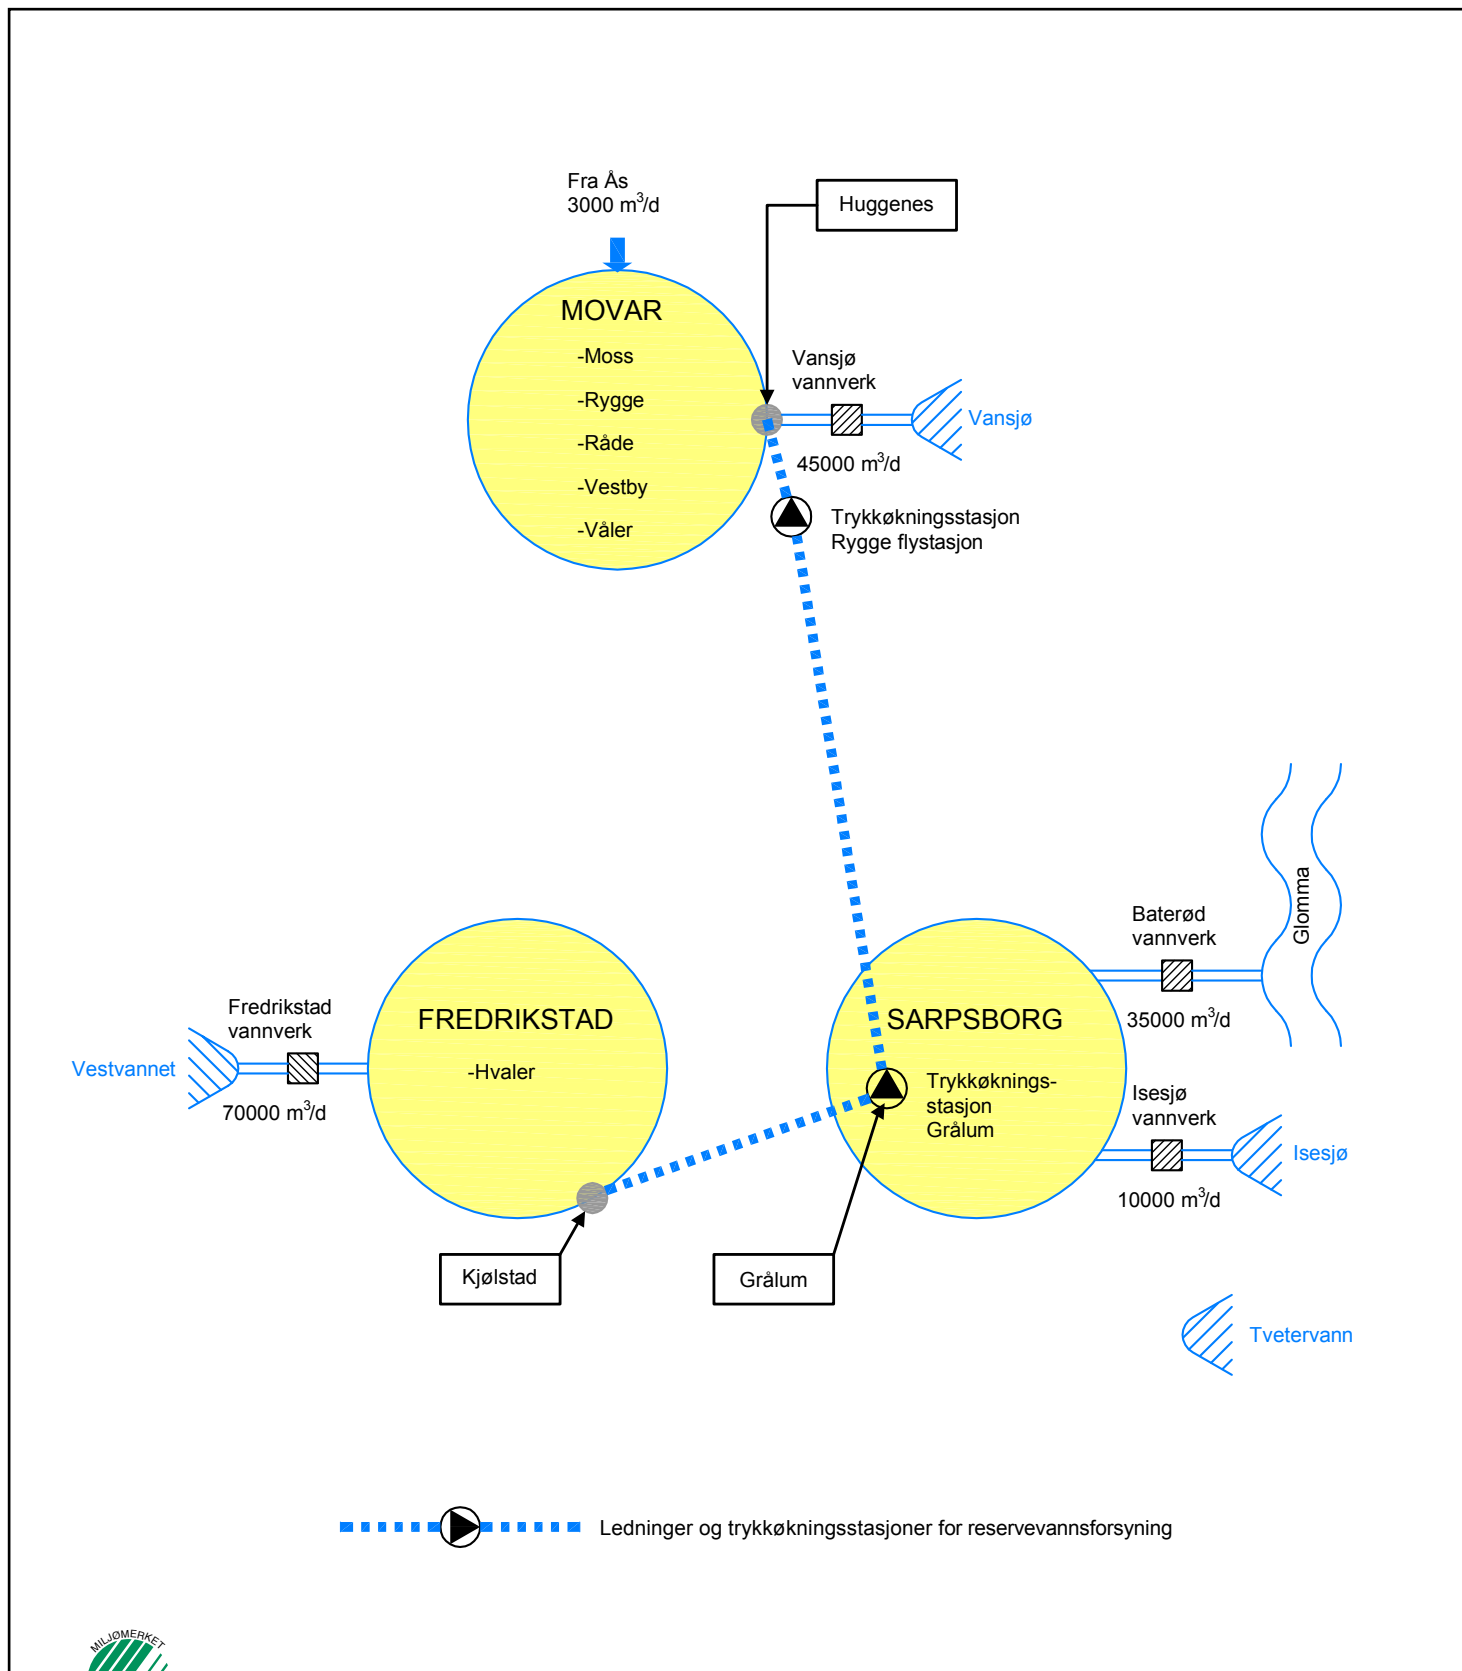 Fra Ås
3000 m³/d
Huggenes
MOVAR
-Moss
-Rygge
-Råde
-Vestby
-Våler
Vansjø
vannverk
Vansjø
45000 m³/d
Trykkøkningsstasjon
Rygge flystasjon
Glomma
Baterød
vannverk
35000 m³/d
Fredrikstad
vannverk
Vestvannet
70000 m³/d
FREDRIKSTAD
-Hvaler
SARPSBORG
Trykkøknings-
stasjon
Grålum
Isesjø
vannverk
Isesjø
10000 m³/d
Kjølstad
Grålum
Tvetervann
Ledninger og trykkøkningsstasjoner for reservevannsforsyning
MILJØMERKET